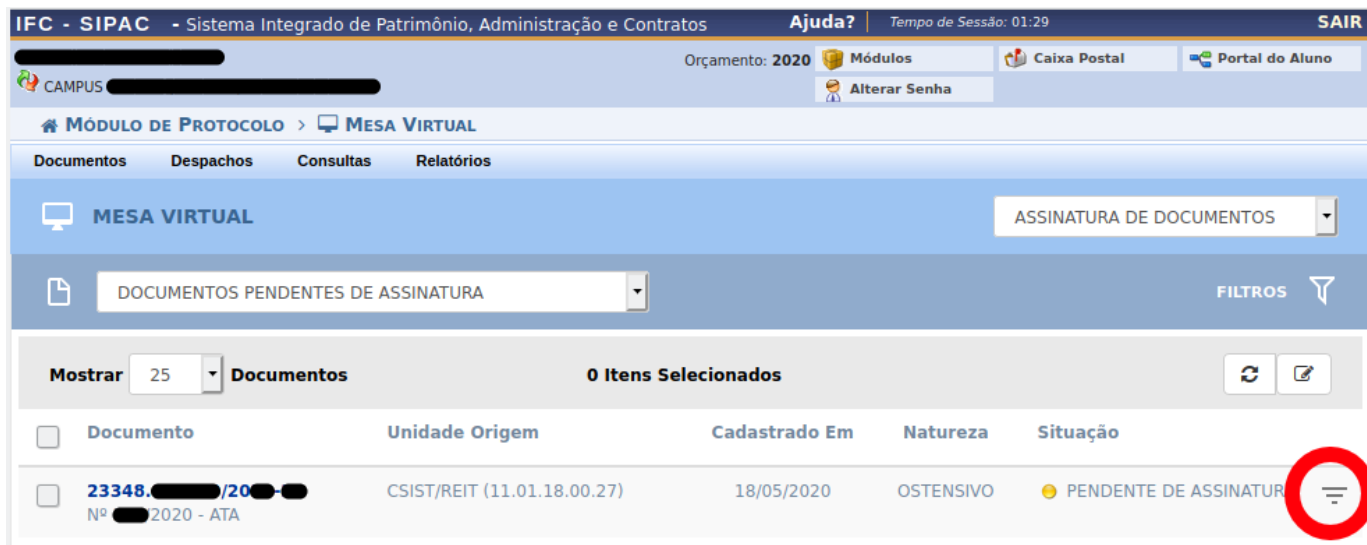 IFC - SIPAC - Sistema Integrado de Patrimônio, Administração e Contratos Ajuda? Tempo de Sessão: 01:29 SAIR
Orçamento: 2020 Módulos Caixa Postal Portal do Aluno
CAMPUS Alterar Senha
MÓDULO DE PROTOCOLO > MESA VIRTUAL
Documentos Despachos Consultas Relatórios
MESA VIRTUAL ASSINATURA DE DOCUMENTOS
DOCUMENTOS PENDENTES DE ASSINATURA FILTROS
Mostrar 25 Documentos 0 Itens Selecionados
Documento Unidade Origem Cadastrado Em Natureza Situação
23348. /20 - CSIST/REIT (11.01.18.00.27) 18/05/2020 OSTENSIVO PENDENTE DE ASSINATUR
Nº /2020 - ATA